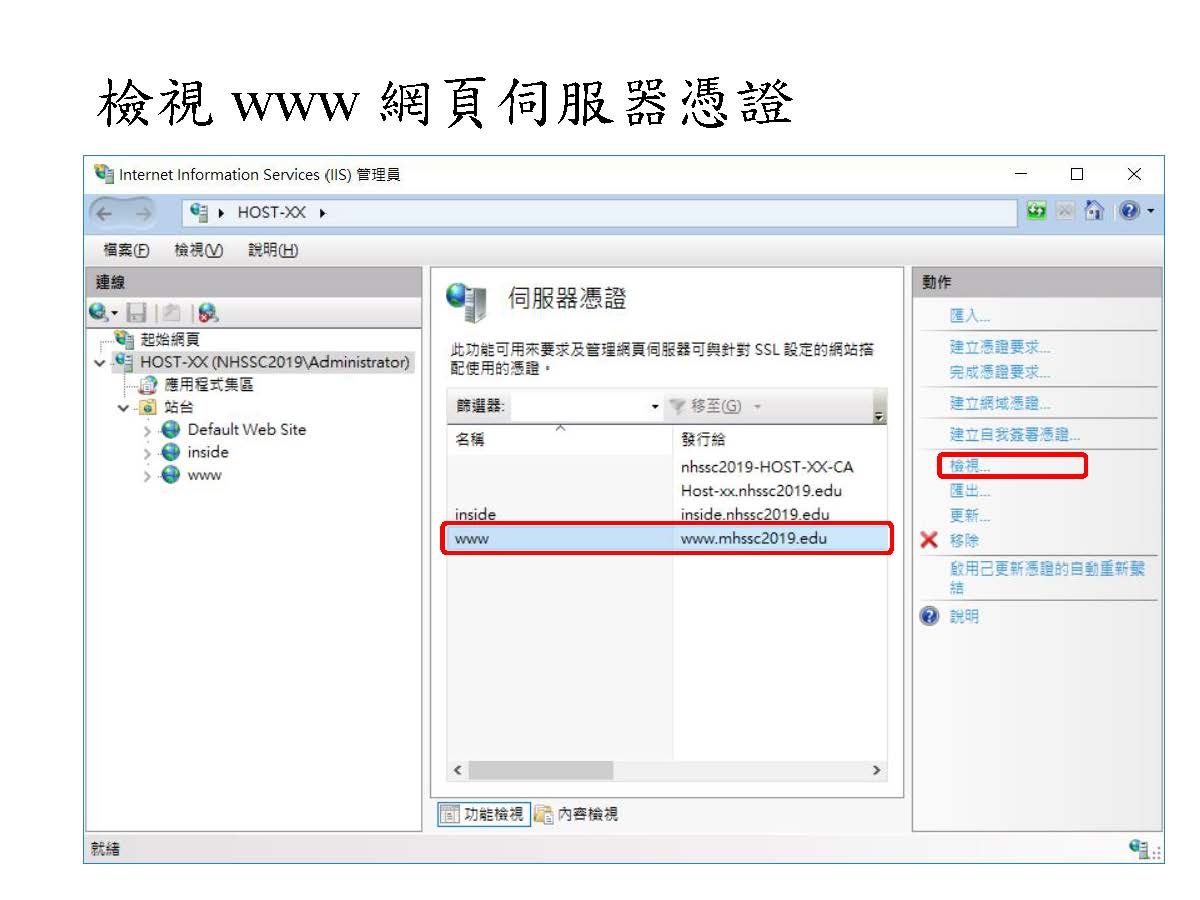 檢視 www 網頁伺服器憑證
Internet Information Services (IIS) 管理員
HOST-XX
檔案(F) 檢視(V) 說明(H)
連線
起始網頁
HOST-XX (NHSSC2019\Administrator)
應用程式集區
站台
Default Web Site
inside
www
伺服器憑證
此功能可用來要求及管理網頁伺服器可與針對 SSL 設定的網站搭
配使用的憑證。
篩選器: 移至(G)
名稱 發行給
nhssc2019-HOST-XX-CA
Host-xx.nhssc2019.edu
inside inside.nhssc2019.edu
www www.mhssc2019.edu
功能檢視 內容檢視
動作
匯入...
建立憑證要求...
完成憑證要求...
建立網域憑證...
建立自我簽署憑證...
檢視...
匯出...
更新...
移除
啟用已更新憑證的自動重新繫
結
說明
就緒